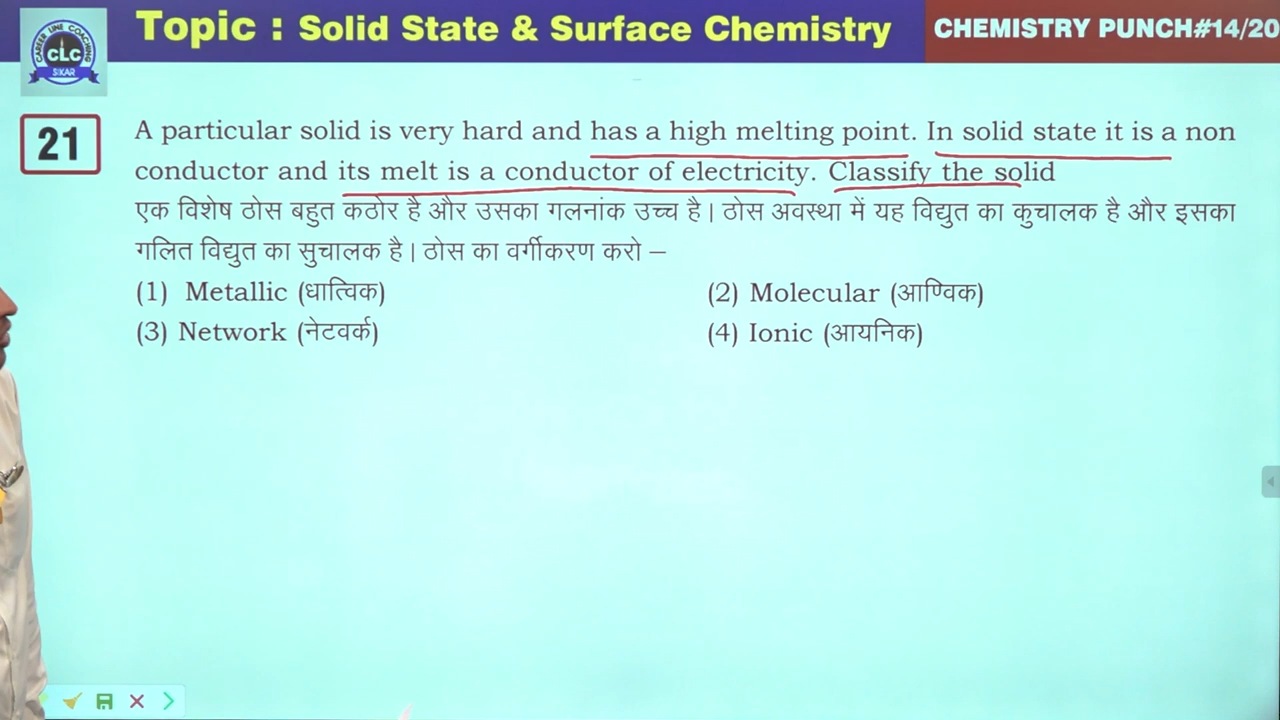 Topic : Solid State & Surface Chemistry
CHEMISTRY PUNCH#14/20
CAREER LINE COACHING
CLC
SIKAR
21
A particular solid is very hard and has a high melting point. In solid state it is a non
conductor and its melt is a conductor of electricity. Classify the solid
एक विशेष ठोस बहुत कठोर है और उसका गलनांक उच्च है। ठोस अवस्था में यह विद्युत का कुचालक है और इसका
गलित विद्युत का सुचालक है। ठोस का वर्गीकरण करो –
(1) Metallic (धात्विक)
(2) Molecular (आण्विक)
(3) Network (नेटवर्क)
(4) Ionic (आयनिक)